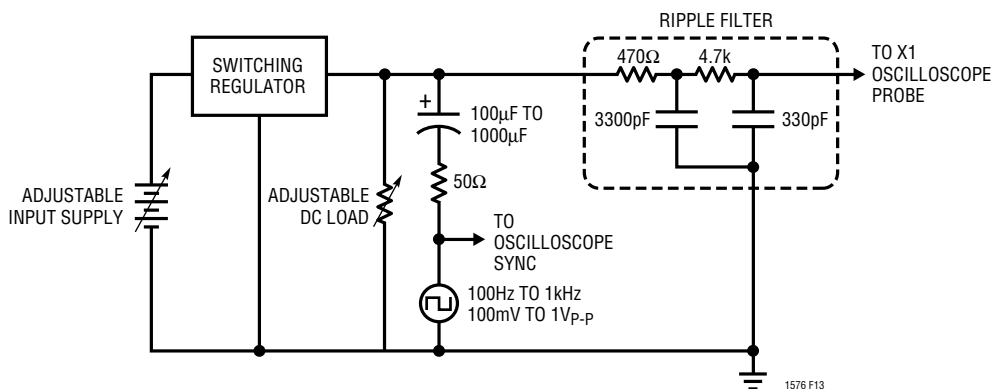 RIPPLE FILTER
SWITCHING
REGULATOR
470Ω
4.7k
TO X1
OSCILLOSCOPE
PROBE
+
100µF TO
1000µF
3300pF
330pF
50Ω
ADJUSTABLE
INPUT SUPPLY
ADJUSTABLE
DC LOAD
TO
OSCILLOSCOPE
SYNC
100Hz TO 1kHz
100mV TO 1VP-P
1576 F13